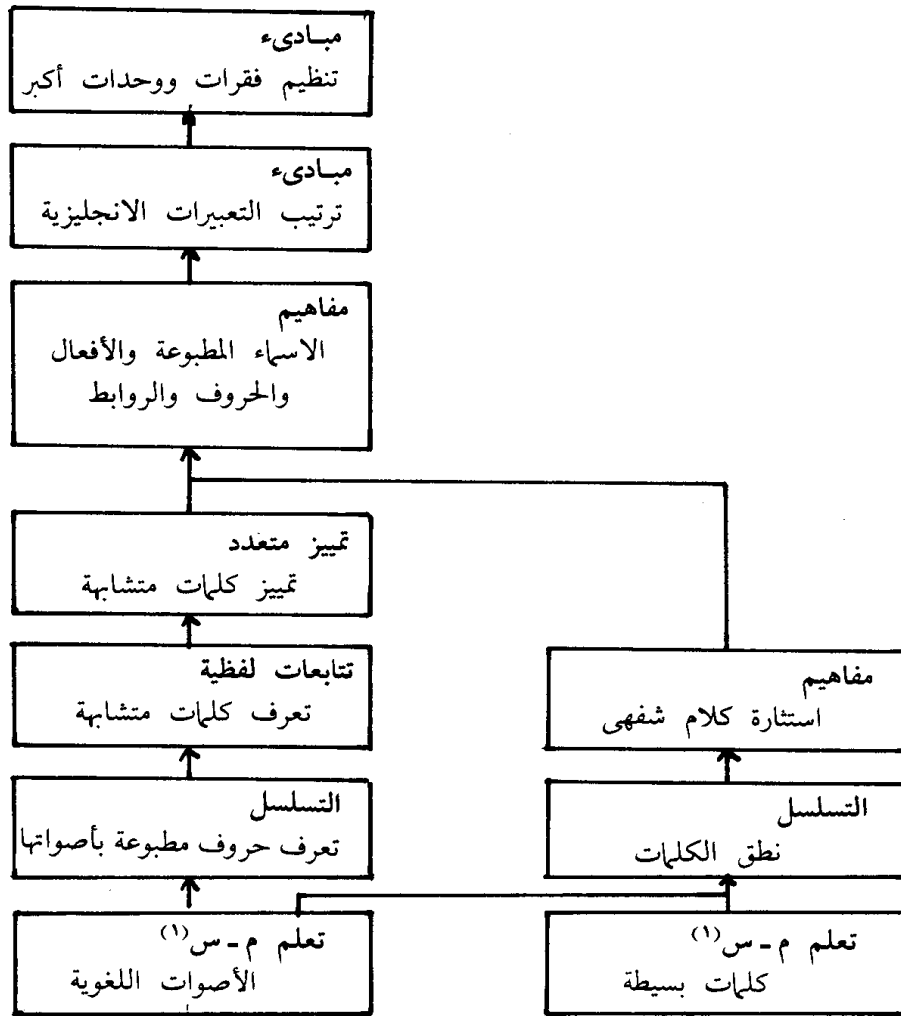 مبـادىء
تنظيم فقرات ووحدات أكبر
مبـادىء
ترتيب التعبيرات الانجليزية
مفاهيم
الاسماء المطبوعة والأفعال
والحروف والروابط
تمييز متعدد
تمييز كلمات متشابهة
تتابعات لفظية
تعرف كلمات متشابهة
مفاهيم
استثارة كلام شفهى
التسلسل
تعرف حروف مطبوعة بأصواتها
التسلسل
نطق الكلمات
تعلم م - س(١)
الأصوات اللغوية
تعلم م - س(١)
كلمات بسيطة